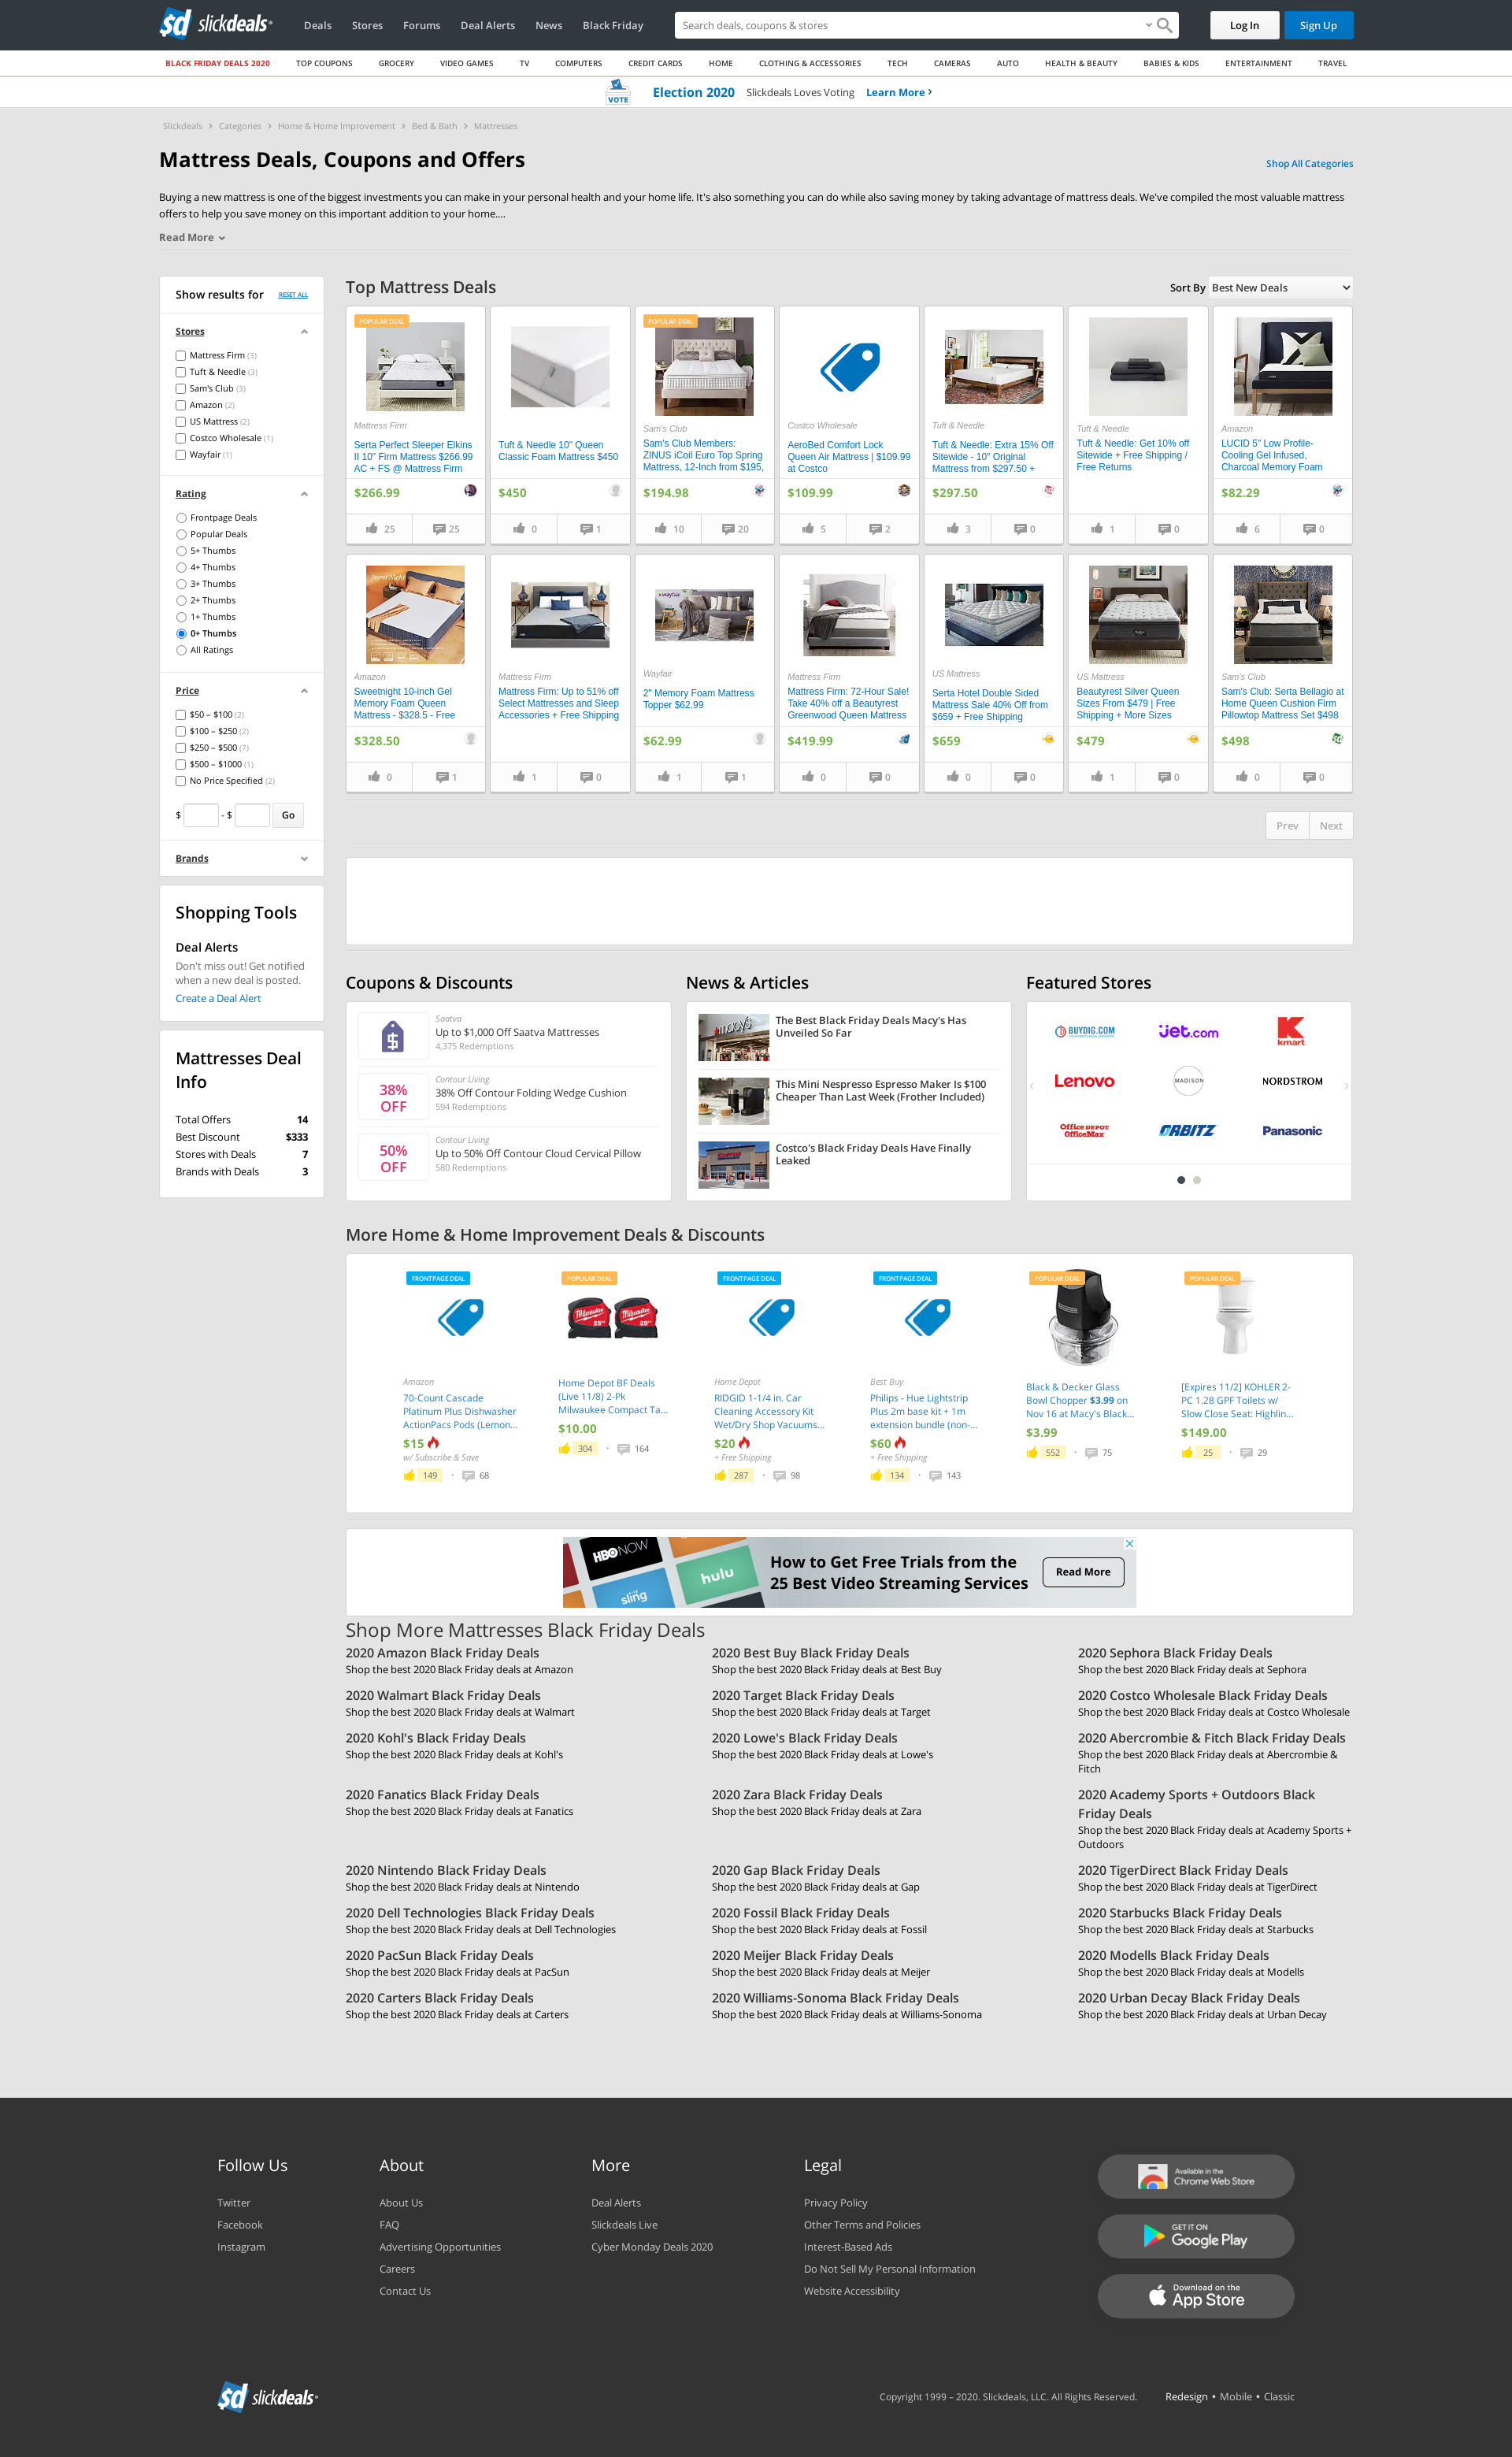 slickdeals
Deals
Stores
Forums
Deal Alerts
News
Black Friday
Search deals, coupons & stores
Log In
Sign Up
BLACK FRIDAY DEALS 2020
TOP COUPONS
GROCERY
VIDEO GAMES
TV
COMPUTERS
CREDIT CARDS
HOME
CLOTHING & ACCESSORIES
TECH
CAMERAS
AUTO
HEALTH & BEAUTY
BABIES & KIDS
ENTERTAINMENT
TRAVEL
VOTE
Election 2020 Slickdeals Loves Voting Learn More ›
Slickdeals › Categories › Home & Home Improvement › Bed & Bath › Mattresses
Mattress Deals, Coupons and Offers
Shop All Categories
Buying a new mattress is one of the biggest investments you can make in your personal health and your home life. It's also something you can do while also saving money by taking advantage of mattress deals. We've compiled the most valuable mattress
offers to help you save money on this important addition to your home....
Read More
Show results for RESET ALL
Stores
Mattress Firm (3)
Tuft & Needle (3)
Sam's Club (3)
Amazon (2)
US Mattress (2)
Costco Wholesale (1)
Wayfair (1)
Rating
Frontpage Deals
Popular Deals
5+ Thumbs
4+ Thumbs
3+ Thumbs
2+ Thumbs
1+ Thumbs
0+ Thumbs
All Ratings
Price
$50 – $100 (2)
$100 – $250 (2)
$250 – $500 (7)
$500 – $1000 (1)
No Price Specified (2)
$ - $ Go
Brands
Shopping Tools
Deal Alerts
Don't miss out! Get notified
when a new deal is posted.
Create a Deal Alert
Mattresses Deal
Info
Total Offers 14
Best Discount $333
Stores with Deals 7
Brands with Deals 3
Top Mattress Deals
Sort By Best New Deals
POPULAR DEAL
Mattress Firm
Serta Perfect Sleeper Elkins
II 10" Firm Mattress $266.99
AC + FS @ Mattress Firm
$266.99
25 25
Tuft & Needle 10" Queen
Classic Foam Mattress $450
$450
0 1
POPULAR DEAL
Sam's Club
Sam's Club Members:
ZINUS iCoil Euro Top Spring
Mattress, 12-Inch from $195,
$194.98
10 20
Costco Wholesale
AeroBed Comfort Lock
Queen Air Mattress | $109.99
at Costco
$109.99
5 2
Tuft & Needle
Tuft & Needle: Extra 15% Off
Sitewide - 10" Original
Mattress from $297.50 +
$297.50
3 0
Tuft & Needle
Tuft & Needle: Get 10% off
Sitewide + Free Shipping /
Free Returns
1 0
Amazon
LUCID 5" Low Profile-
Cooling Gel Infused,
Charcoal Memory Foam
$82.29
6 0
Sweet Night
Amazon
Sweetnight 10-inch Gel
Memory Foam Queen
Mattress - $328.5 - Free
$328.50
0 1
Mattress Firm
Mattress Firm: Up to 51% off
Select Mattresses and Sleep
Accessories + Free Shipping
1 0
wayfair
Wayfair
2" Memory Foam Mattress
Topper $62.99
$62.99
1 1
Mattress Firm
Mattress Firm: 72-Hour Sale!
Take 40% off a Beautyrest
Greenwood Queen Mattress
$419.99
0 0
US Mattress
Serta Hotel Double Sided
Mattress Sale 40% Off from
$659 + Free Shipping
$659
0 0
US Mattress
Beautyrest Silver Queen
Sizes From $479 | Free
Shipping + More Sizes
$479
1 0
Sam's Club
Sam's Club: Serta Bellagio at
Home Queen Cushion Firm
Pillowtop Mattress Set $498
$498
0 0
Prev Next
Coupons & Discounts
Saatva
Up to $1,000 Off Saatva Mattresses
4,375 Redemptions
38%
OFF
Contour Living
38% Off Contour Folding Wedge Cushion
594 Redemptions
50%
OFF
Contour Living
Up to 50% Off Contour Cloud Cervical Pillow
580 Redemptions
News & Articles
macy's
The Best Black Friday Deals Macy's Has
Unveiled So Far
This Mini Nespresso Espresso Maker Is $100
Cheaper Than Last Week (Frother Included)
Costco's Black Friday Deals Have Finally
Leaked
Featured Stores
BUYDIG.COM
Jet.com
Kmart
Lenovo
MADISON
NORDSTROM
Office DEPOT
OfficeMax
ORBITZ
Panasonic
More Home & Home Improvement Deals & Discounts
FRONTPAGE DEAL
Amazon
70-Count Cascade
Platinum Plus Dishwasher
ActionPacs Pods (Lemon...
$15
w/ Subscribe & Save
149 · 68
POPULAR DEAL
Milwaukee 25' Milwaukee 25'
Home Depot BF Deals
(Live 11/8) 2-Pk
Milwaukee Compact Ta...
$10.00
304 · 164
FRONTPAGE DEAL
Home Depot
RIDGID 1-1/4 in. Car
Cleaning Accessory Kit
Wet/Dry Shop Vacuums...
$20
+ Free Shipping
287 · 98
FRONTPAGE DEAL
Best Buy
Philips - Hue Lightstrip
Plus 2m base kit + 1m
extension bundle (non-...
$60
+ Free Shipping
134 · 143
POPULAR DEAL
Black & Decker Glass
Bowl Chopper $3.99 on
Nov 16 at Macy's Black...
$3.99
552 · 75
POPULAR DEAL
[Expires 11/2] KOHLER 2-
PC 1.28 GPF Toilets w/
Slow Close Seat: Highlin...
$149.00
25 · 29
HBO NOW
sling
hulu
How to Get Free Trials from the
25 Best Video Streaming Services
Read More
Shop More Mattresses Black Friday Deals
2020 Amazon Black Friday Deals
Shop the best 2020 Black Friday deals at Amazon
2020 Best Buy Black Friday Deals
Shop the best 2020 Black Friday deals at Best Buy
2020 Sephora Black Friday Deals
Shop the best 2020 Black Friday deals at Sephora
2020 Walmart Black Friday Deals
Shop the best 2020 Black Friday deals at Walmart
2020 Target Black Friday Deals
Shop the best 2020 Black Friday deals at Target
2020 Costco Wholesale Black Friday Deals
Shop the best 2020 Black Friday deals at Costco Wholesale
2020 Kohl's Black Friday Deals
Shop the best 2020 Black Friday deals at Kohl's
2020 Lowe's Black Friday Deals
Shop the best 2020 Black Friday deals at Lowe's
2020 Abercrombie & Fitch Black Friday Deals
Shop the best 2020 Black Friday deals at Abercrombie &
Fitch
2020 Fanatics Black Friday Deals
Shop the best 2020 Black Friday deals at Fanatics
2020 Zara Black Friday Deals
Shop the best 2020 Black Friday deals at Zara
2020 Academy Sports + Outdoors Black
Friday Deals
Shop the best 2020 Black Friday deals at Academy Sports +
Outdoors
2020 Nintendo Black Friday Deals
Shop the best 2020 Black Friday deals at Nintendo
2020 Gap Black Friday Deals
Shop the best 2020 Black Friday deals at Gap
2020 TigerDirect Black Friday Deals
Shop the best 2020 Black Friday deals at TigerDirect
2020 Dell Technologies Black Friday Deals
Shop the best 2020 Black Friday deals at Dell Technologies
2020 Fossil Black Friday Deals
Shop the best 2020 Black Friday deals at Fossil
2020 Starbucks Black Friday Deals
Shop the best 2020 Black Friday deals at Starbucks
2020 PacSun Black Friday Deals
Shop the best 2020 Black Friday deals at PacSun
2020 Meijer Black Friday Deals
Shop the best 2020 Black Friday deals at Meijer
2020 Modells Black Friday Deals
Shop the best 2020 Black Friday deals at Modells
2020 Carters Black Friday Deals
Shop the best 2020 Black Friday deals at Carters
2020 Williams-Sonoma Black Friday Deals
Shop the best 2020 Black Friday deals at Williams-Sonoma
2020 Urban Decay Black Friday Deals
Shop the best 2020 Black Friday deals at Urban Decay
Follow Us
Twitter
Facebook
Instagram
About
About Us
FAQ
Advertising Opportunities
Careers
Contact Us
More
Deal Alerts
Slickdeals Live
Cyber Monday Deals 2020
Legal
Privacy Policy
Other Terms and Policies
Interest-Based Ads
Do Not Sell My Personal Information
Website Accessibility
Available in the
Chrome Web Store
GET IT ON
Google Play
Download on the
App Store
slickdeals
Copyright 1999 – 2020. Slickdeals, LLC. All Rights Reserved.
Redesign • Mobile • Classic